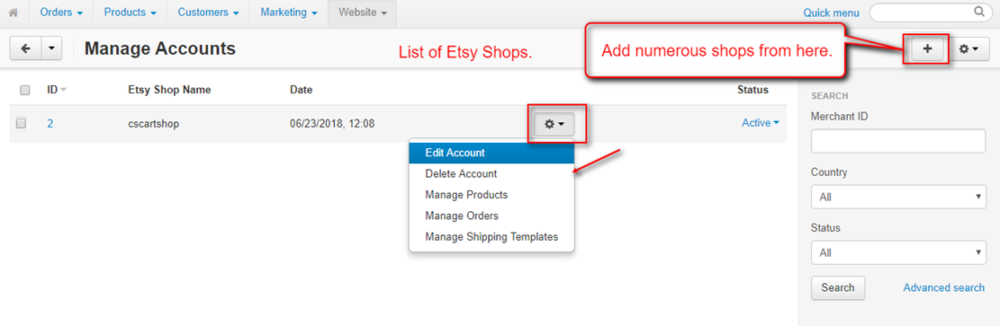 Orders Products Customers Marketing Website Quick menu
Manage Accounts List of Etsy Shops. Add numerous shops from here. +
ID Etsy Shop Name Date Status
2 cscartshop 06/23/2018, 12:08 Active
Edit Account
Delete Account
Manage Products
Manage Orders
Manage Shipping Templates
SEARCH
Merchant ID
Country
All
Status
All
Search Advanced search